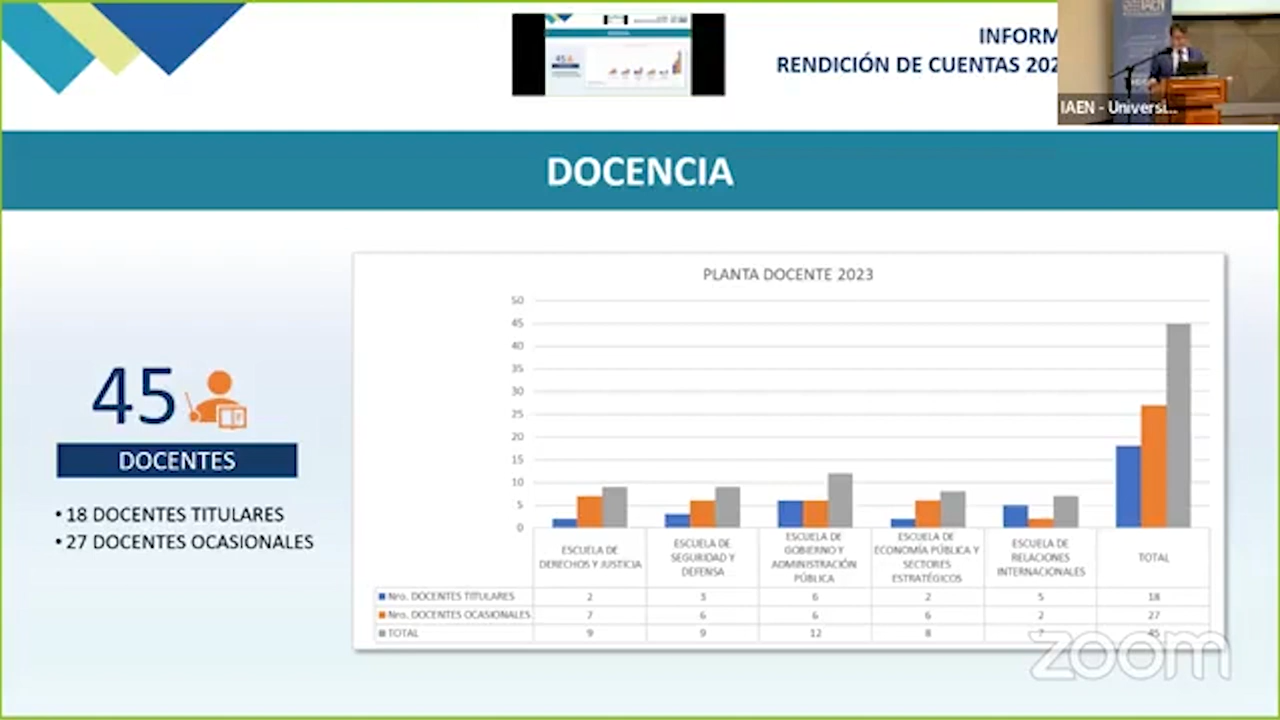 INFORM
RENDICIÓN DE CUENTAS 202
IAEN
IAEN - Universi...
DOCENCIA
45
DOCENTES
• 18 DOCENTES TITULARES
• 27 DOCENTES OCASIONALES
PLANTA DOCENTE 2023
50
45
40
35
30
25
20
15
10
5
0
ESCUELA DE DERECHOS Y JUSTICIA
ESCUELA DE SEGURIDAD Y DEFENSA
ESCUELA DE GOBIERNO Y ADMINISTRACIÓN PÚBLICA
ESCUELA DE ECONOMÍA PÚBLICA Y SECTORES ESTRATÉGICOS
ESCUELA DE RELACIONES INTERNACIONALES
TOTAL
Nro. DOCENTES TITULARES 2 3 6 2 5 18
Nro. DOCENTES OCASIONALES 7 6 6 6 2 27
TOTAL 9 9 12 8 7 45
zoom